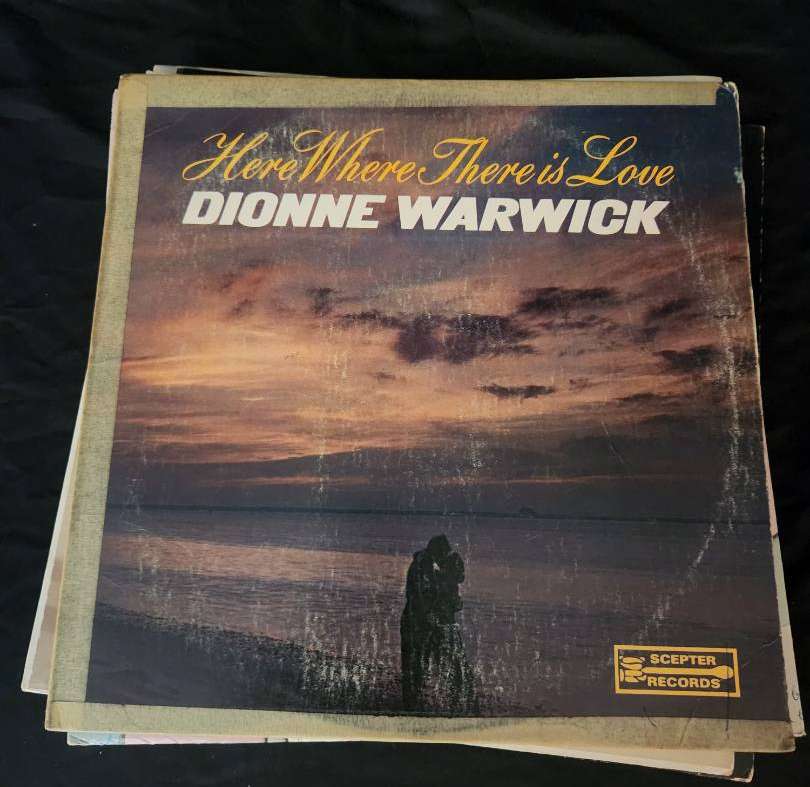 Here Where There is Love
DIONNE WARWICK
SCEPTER
RECORDS